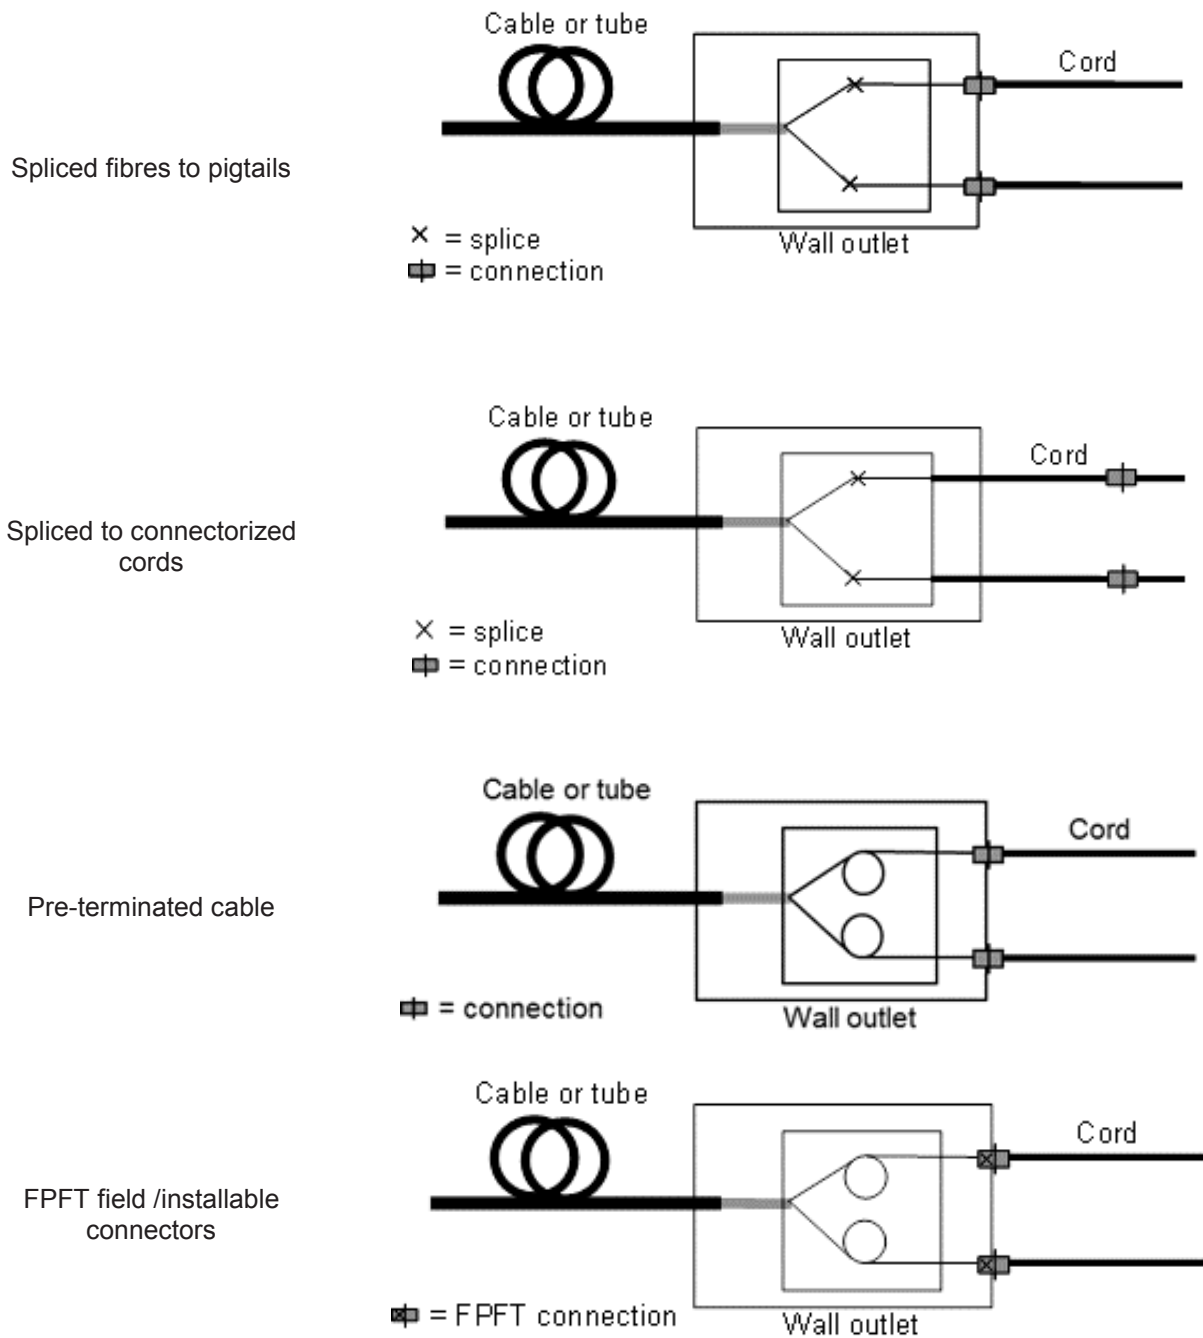 Cable or tube
Cord
Spliced fibres to pigtails
Wall outlet
= splice
= connection
Cable or tube
Cord
Spliced to connectorized
cords
Wall outlet
= splice
= connection
Cable or tube
Cord
Pre-terminated cable
= connection
Wall outlet
Cable or tube
Cord
FPFT field /installable
connectors
= FPFT connection
Wall outlet